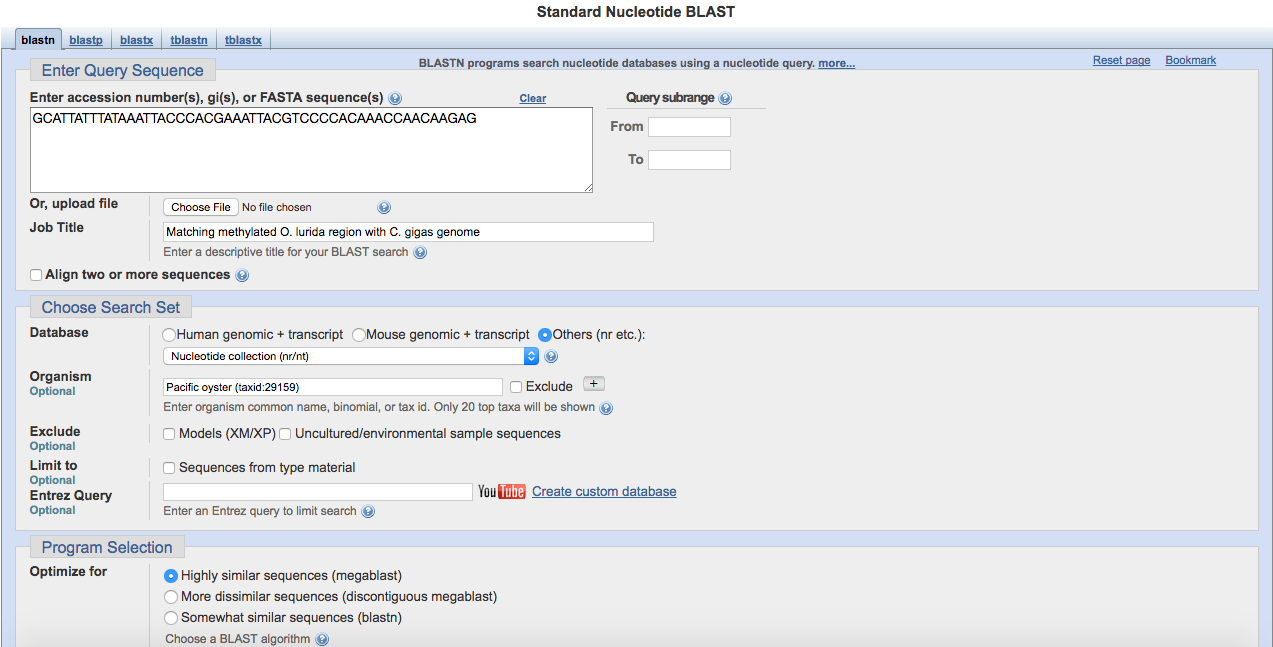 Standard Nucleotide BLAST
blastn blastp blastx tblastn tblastx
BLASTN programs search nucleotide databases using a nucleotide query. more...
Reset page Bookmark
Enter Query Sequence
Enter accession number(s), gi(s), or FASTA sequence(s) ? Clear
Query subrange ?
GCATTATTTATAAATTACCCACGAAATTACGTCCCCACAAACCAACAAGAG
From
To
Or, upload file Choose File No file chosen ?
Job Title Matching methylated O. lurida region with C. gigas genome
Enter a descriptive title for your BLAST search ?
Align two or more sequences ?
Choose Search Set
Database Human genomic + transcript Mouse genomic + transcript Others (nr etc.):
Nucleotide collection (nr/nt) ?
Organism
Optional
Pacific oyster (taxid:29159) Exclude +
Enter organism common name, binomial, or tax id. Only 20 top taxa will be shown ?
Exclude
Optional
Models (XM/XP) Uncultured/environmental sample sequences
Limit to
Optional
Sequences from type material
Entrez Query
Optional
YouTube Create custom database
Enter an Entrez query to limit search ?
Program Selection
Optimize for
Highly similar sequences (megablast)
More dissimilar sequences (discontiguous megablast)
Somewhat similar sequences (blastn)
Choose a BLAST algorithm ?